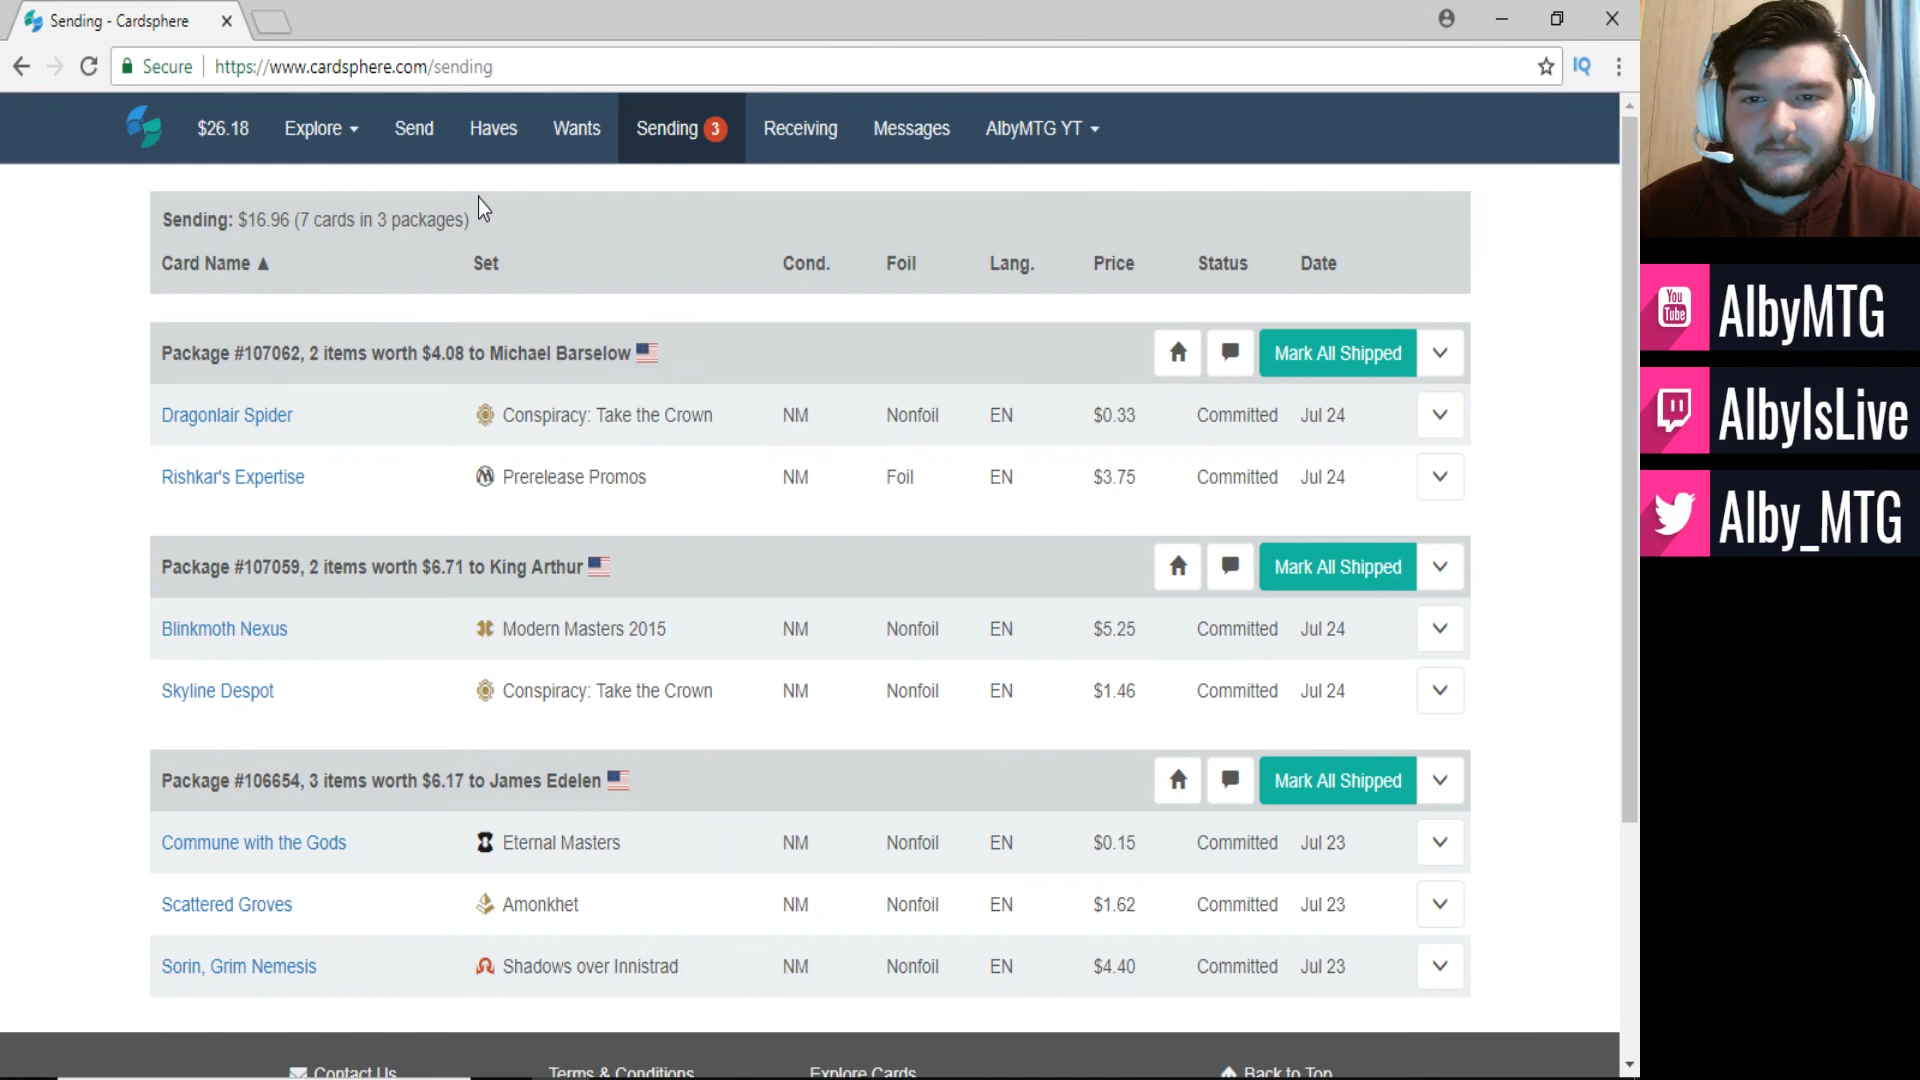 Sending - Cardsphere
Secure https://www.cardsphere.com/sending IQ
$26.18 Explore Send Haves Wants Sending 3 Receiving Messages AlbyMTG YT
Sending: $16.96 (7 cards in 3 packages)
Card Name ▲ Set Cond. Foil Lang. Price Status Date
Package #107062, 2 items worth $4.08 to Michael Barselow Mark All Shipped
Dragonlair Spider Conspiracy: Take the Crown NM Nonfoil EN $0.33 Committed Jul 24
Rishkar's Expertise Prerelease Promos NM Foil EN $3.75 Committed Jul 24
Package #107059, 2 items worth $6.71 to King Arthur Mark All Shipped
Blinkmoth Nexus Modern Masters 2015 NM Nonfoil EN $5.25 Committed Jul 24
Skyline Despot Conspiracy: Take the Crown NM Nonfoil EN $1.46 Committed Jul 24
Package #106654, 3 items worth $6.17 to James Edelen Mark All Shipped
Commune with the Gods Eternal Masters NM Nonfoil EN $0.15 Committed Jul 23
Scattered Groves Amonkhet NM Nonfoil EN $1.62 Committed Jul 23
Sorin, Grim Nemesis Shadows over Innistrad NM Nonfoil EN $4.40 Committed Jul 23
Contact Us Terms & Conditions Explore Cards Back to Top
You Tube AlbyMTG
AlbyIsLive
Alby_MTG